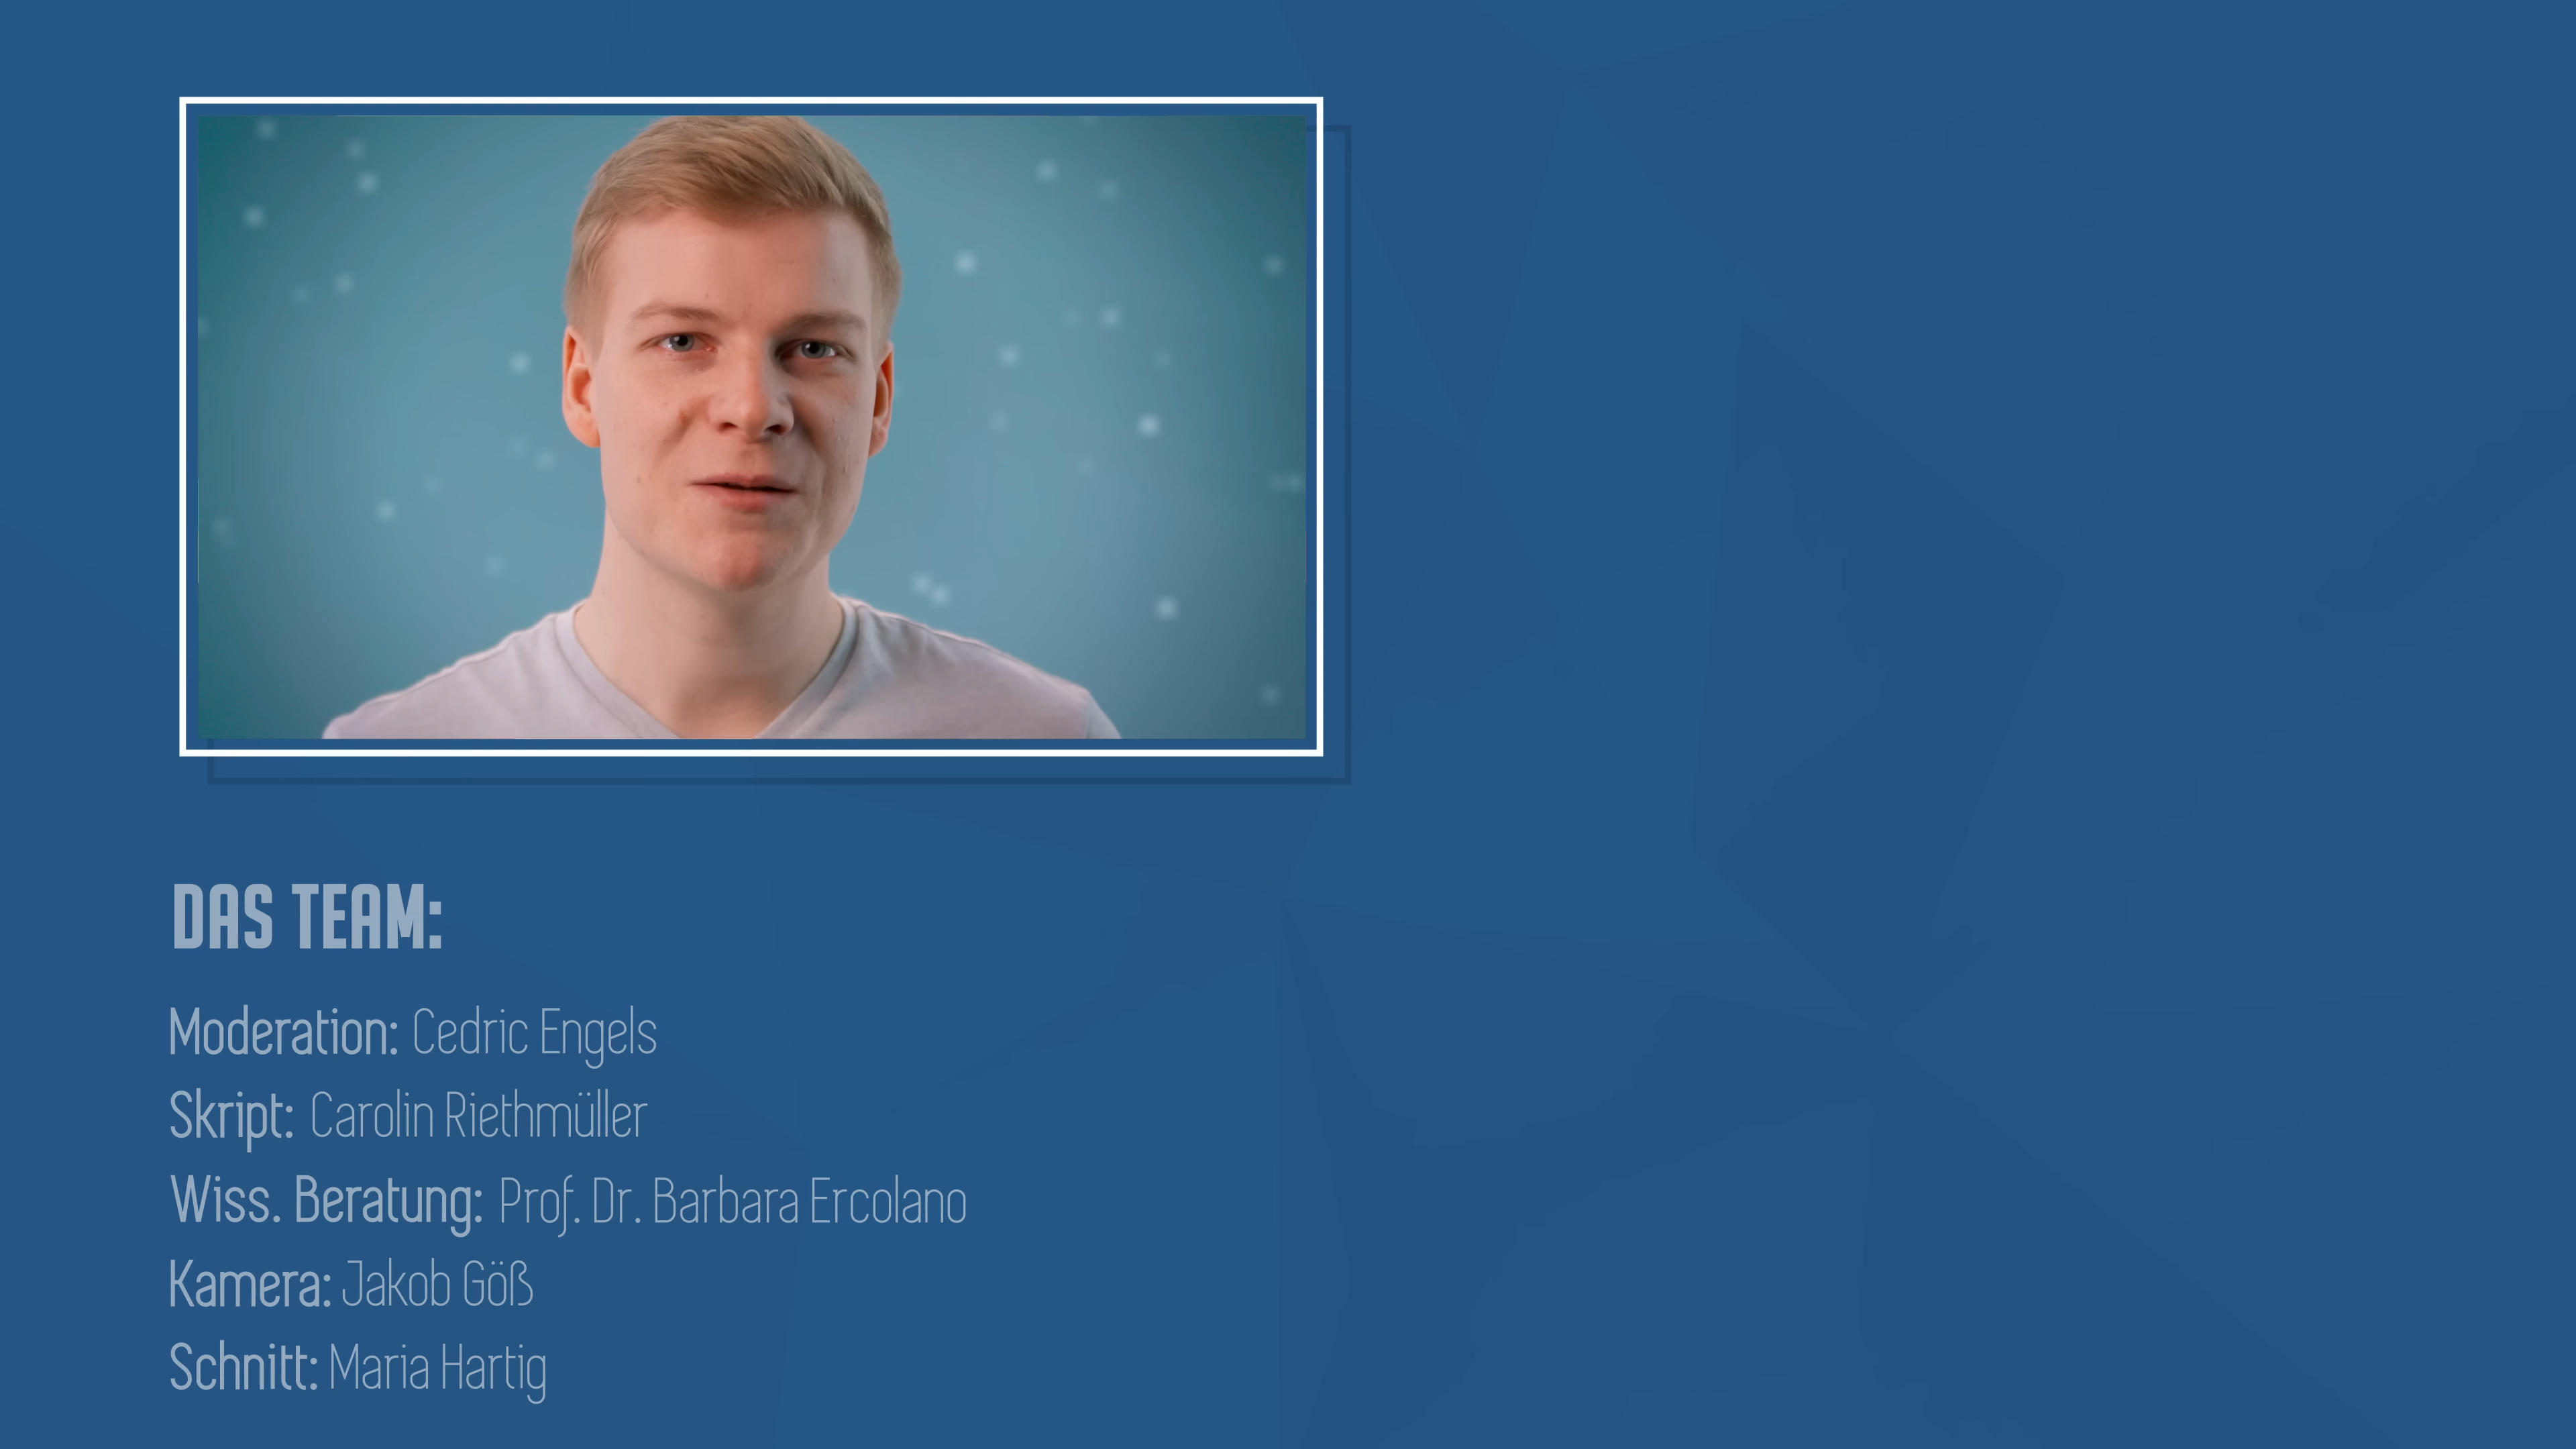 DAS TEAM:
Moderation: Cedric Engels
Skript: Carolin Riethmüller
Wiss. Beratung: Prof. Dr. Barbara Ercolano
Kamera: Jakob Göß
Schnitt: Maria Hartig